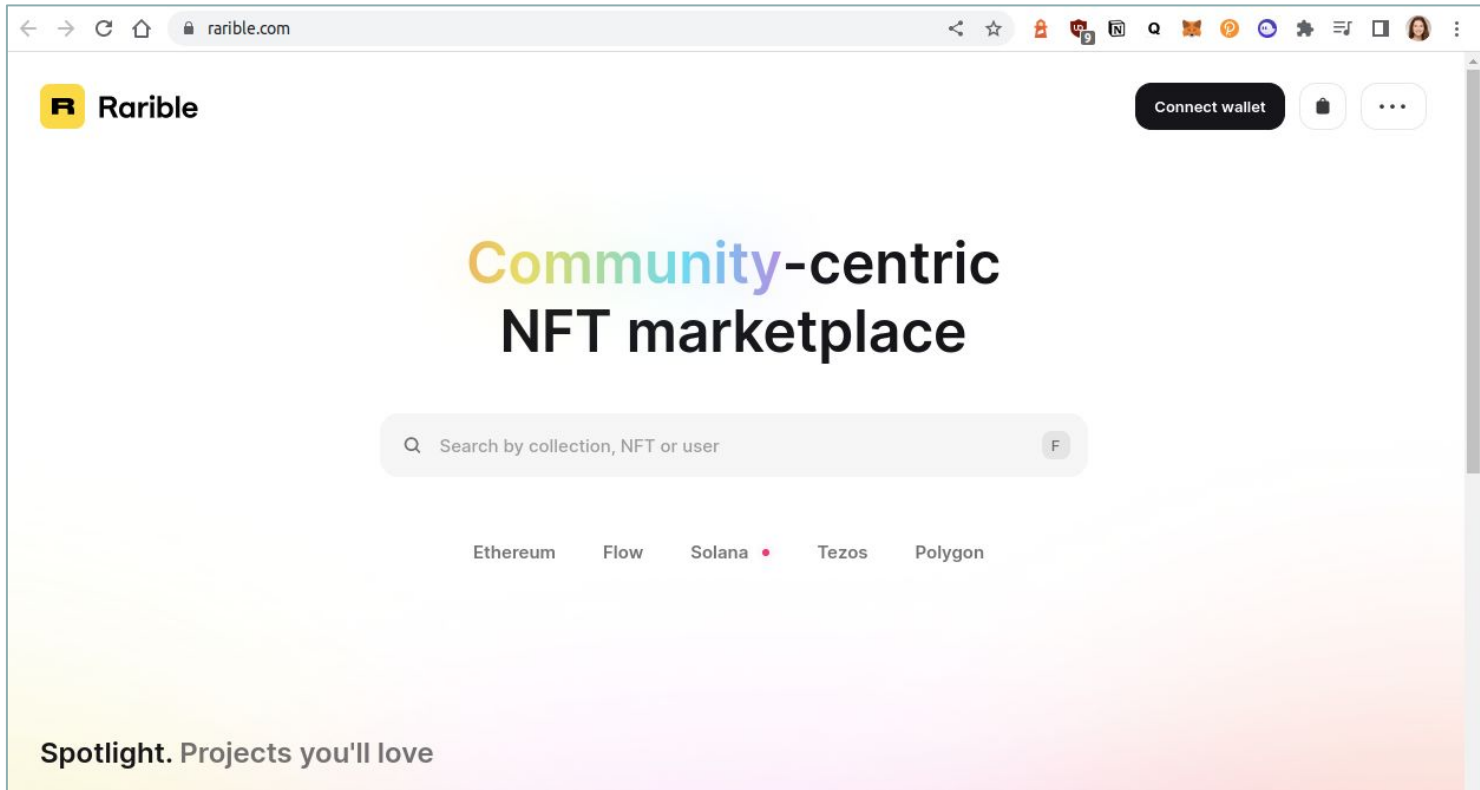 rarible.com
9
Q
R Rarible
Connect wallet
Community-centric
NFT marketplace
Search by collection, NFT or user F
Ethereum Flow Solana Tezos Polygon
Spotlight. Projects you'll love